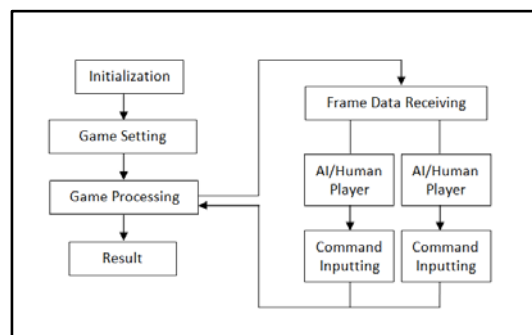 Initialization
Game Setting
Game Processing
Result
Frame Data Receiving
AI/Human
Player
AI/Human
Player
Command
Inputting
Command
Inputting